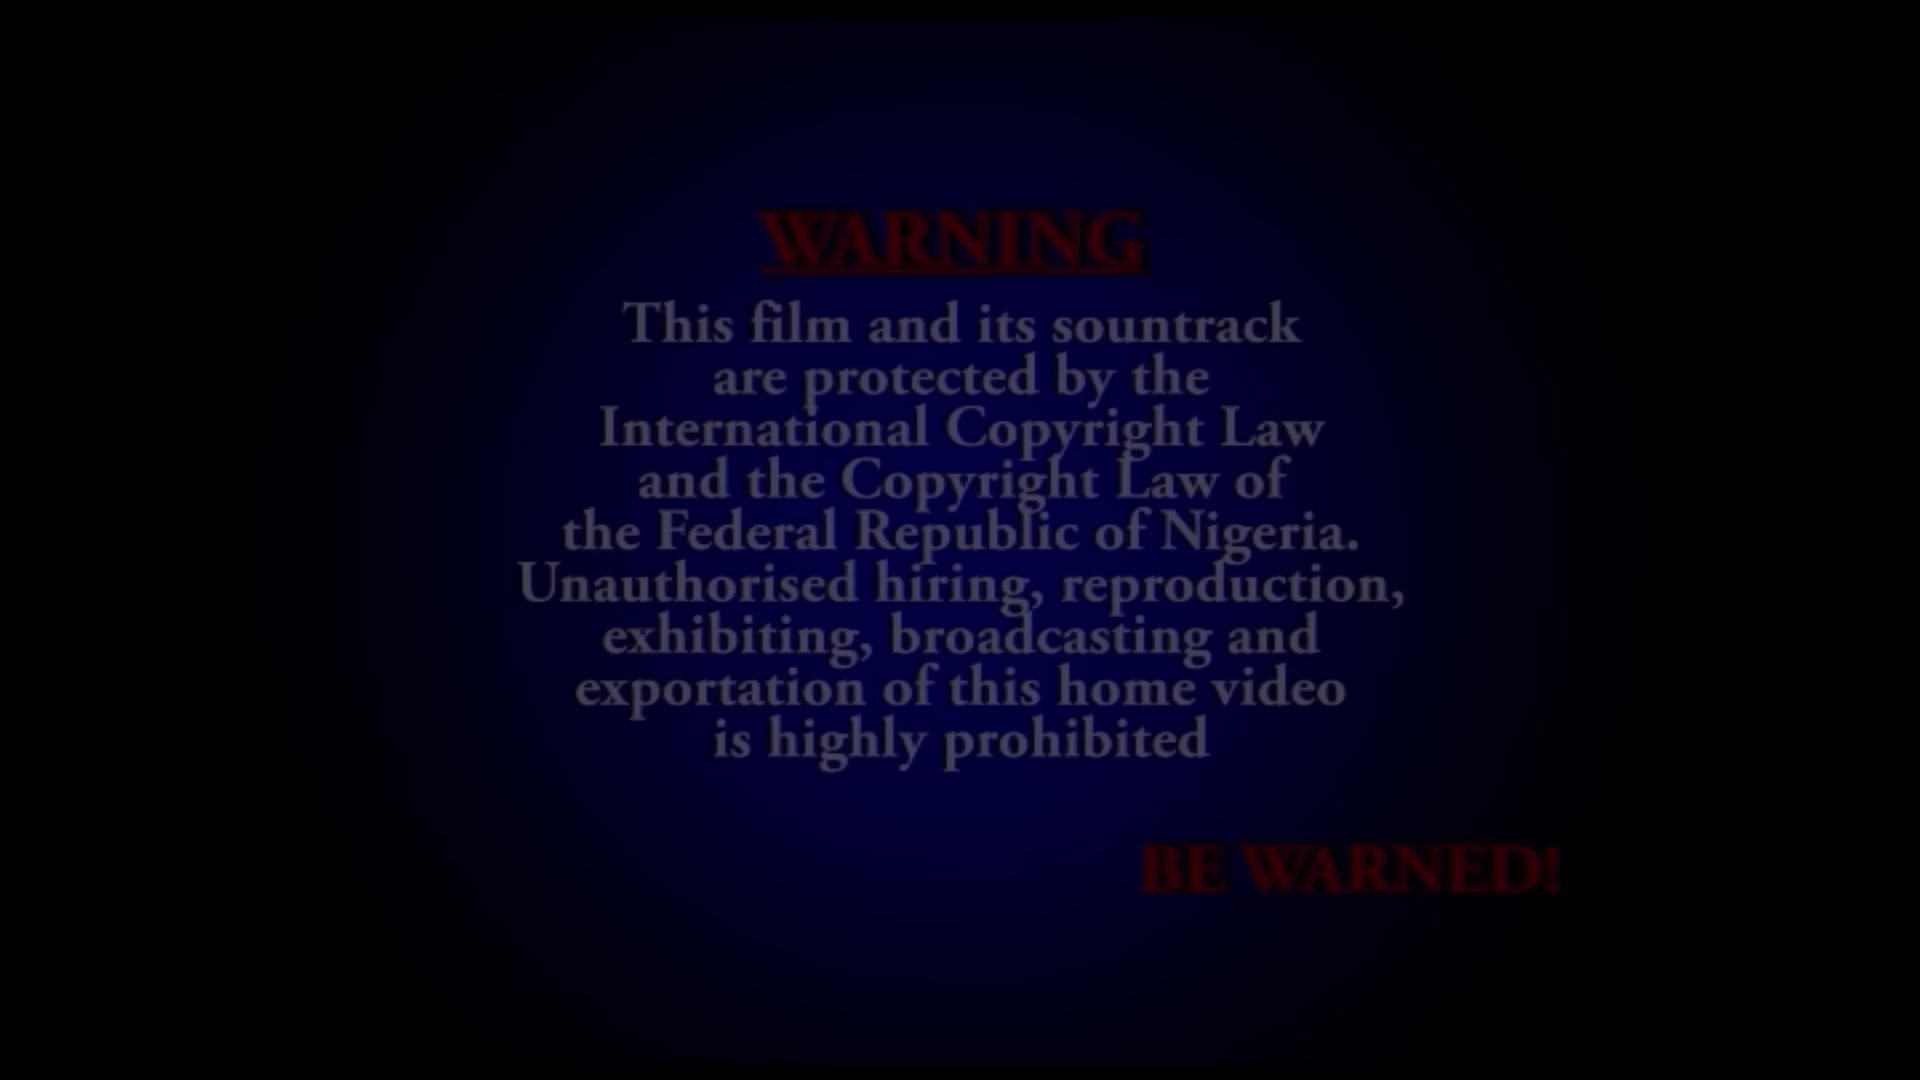 WARNING
This film and its sountrack
are protected by the
International Copyright Law
and the Copyright Law of
the Federal Republic of Nigeria.
Unauthorised hiring, reproduction,
exhibiting, broadcasting and
exportation of this home video
is highly prohibited
BE WARNED!